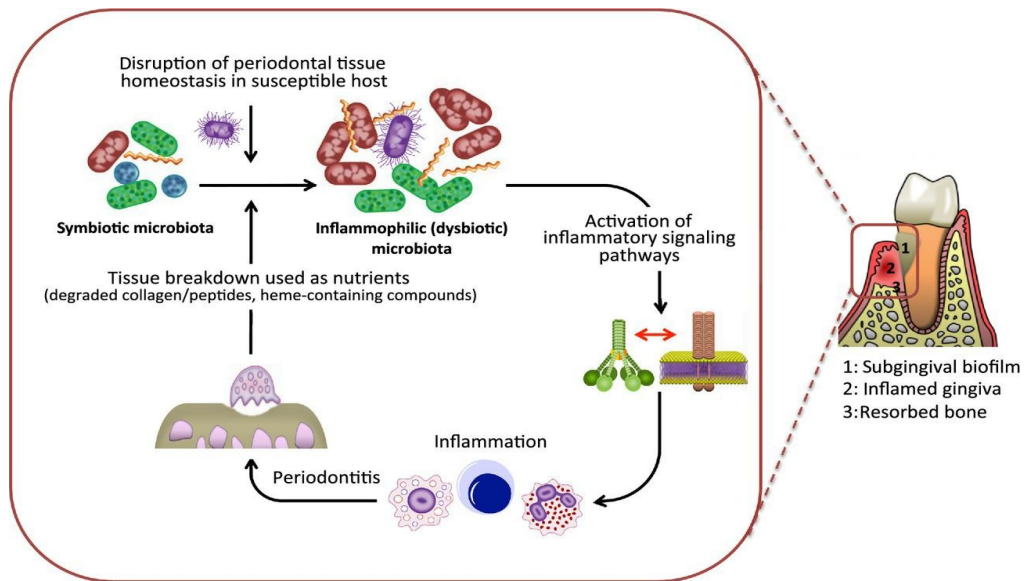 Disruption of periodontal tissue
homeostasis in susceptible host
Symbiotic microbiota
Inflammophilic (dysbiotic)
microbiota
Activation of
inflammatory signaling
pathways
Tissue breakdown used as nutrients
(degraded collagen/peptides, heme-containing compounds)
Inflammation
Periodontitis
1
2
3
1: Subgingival biofilm
2: Inflamed gingiva
3:Resorbed bone